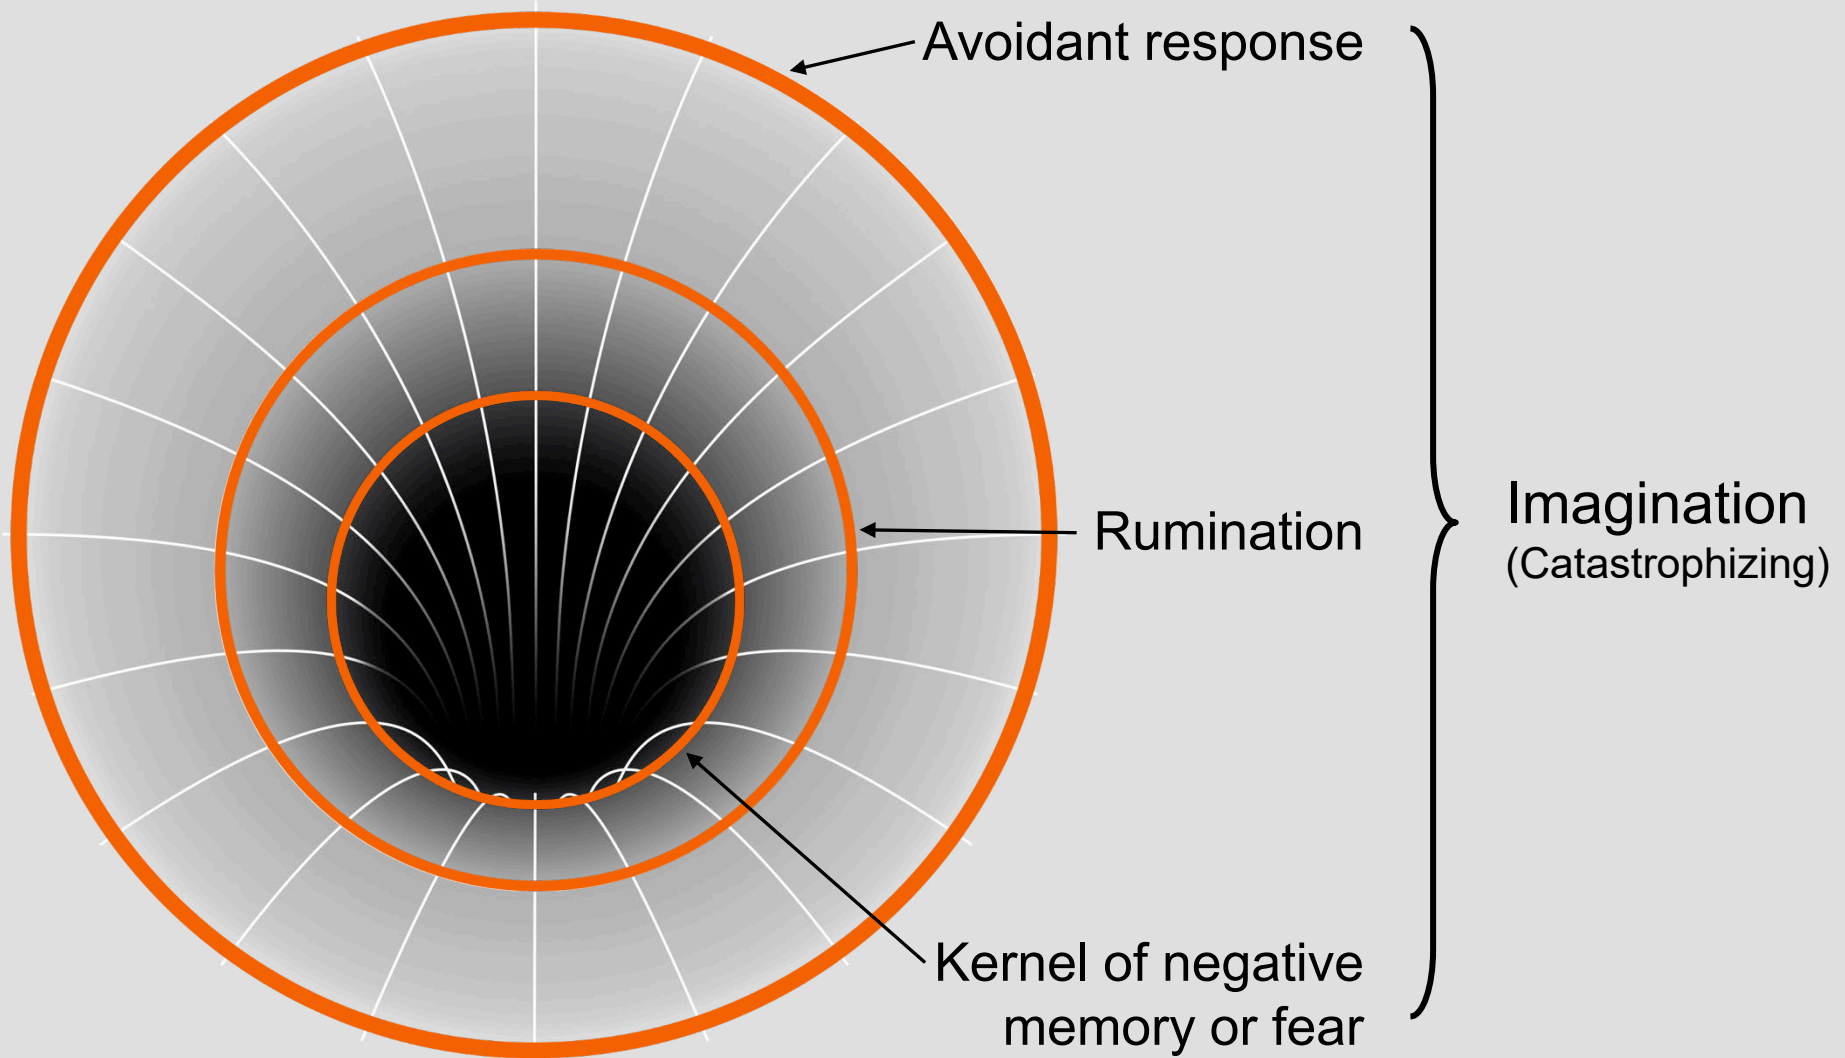 Avoidant response
Rumination
Imagination
(Catastrophizing)
Kernel of negative
memory or fear